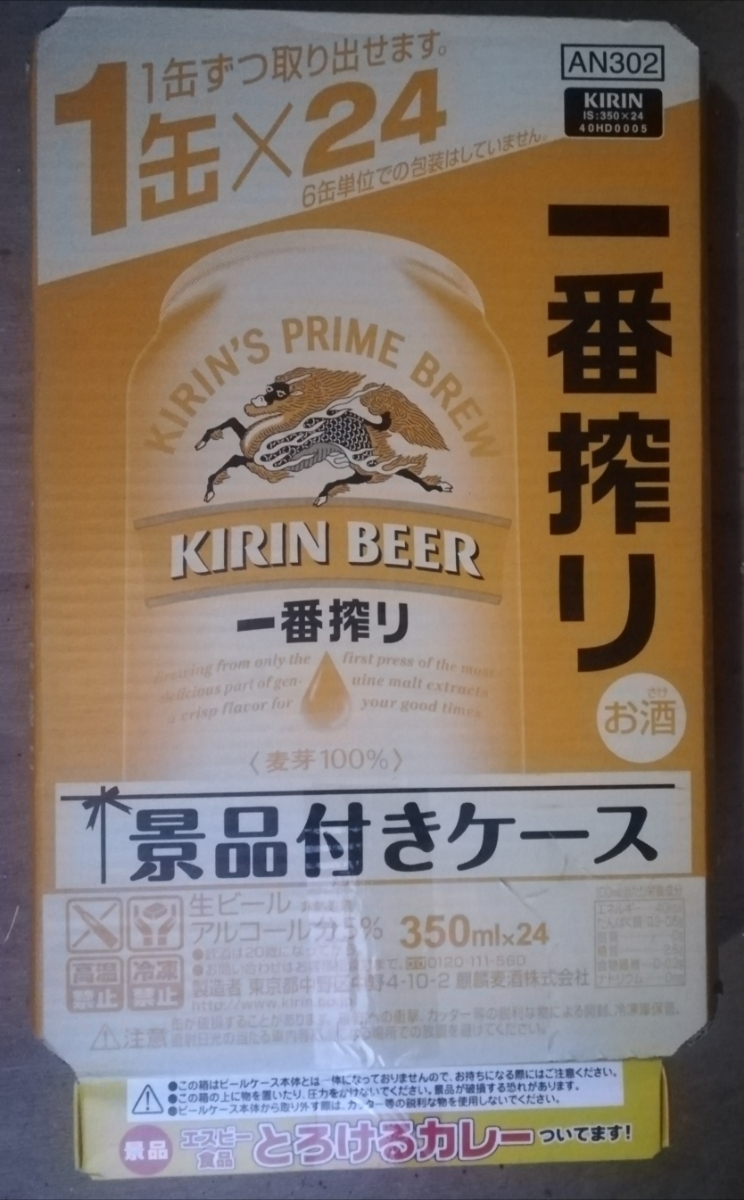 1缶ずつ取り出せます。
1缶×24
6缶単位での包装はしていません。
AN302
KIRIN
IS:350×24
40HD0005
一番搾り
お酒
さけ
KIRIN'S PRIME BREW
KIRIN BEER
一番搾り
from only the first press of the most
part of gen- uine malt extracts
crisp flavor for your good times
〈麦芽100%〉
景品付きケース
生ビール
アルコール分5% 350ml×24
高温禁止
冷凍禁止
0120-111-560
製造者 東京都中野区中野4-10-2 麒麟麦酒株式会社
http://www.kirin.co.jp
注意
●この箱はビールケース本体とは一体になっておりませんので、お持ちになる際にはご注意ください。
●この箱の上に物を置いたり、圧力をかけないでください。景品が破損する恐れがあります。
●ビールケース本体から取り外す際は、カッター等の鋭利な物を使用しないでください。
景品 エスビー食品 とろけるカレー ついてます!